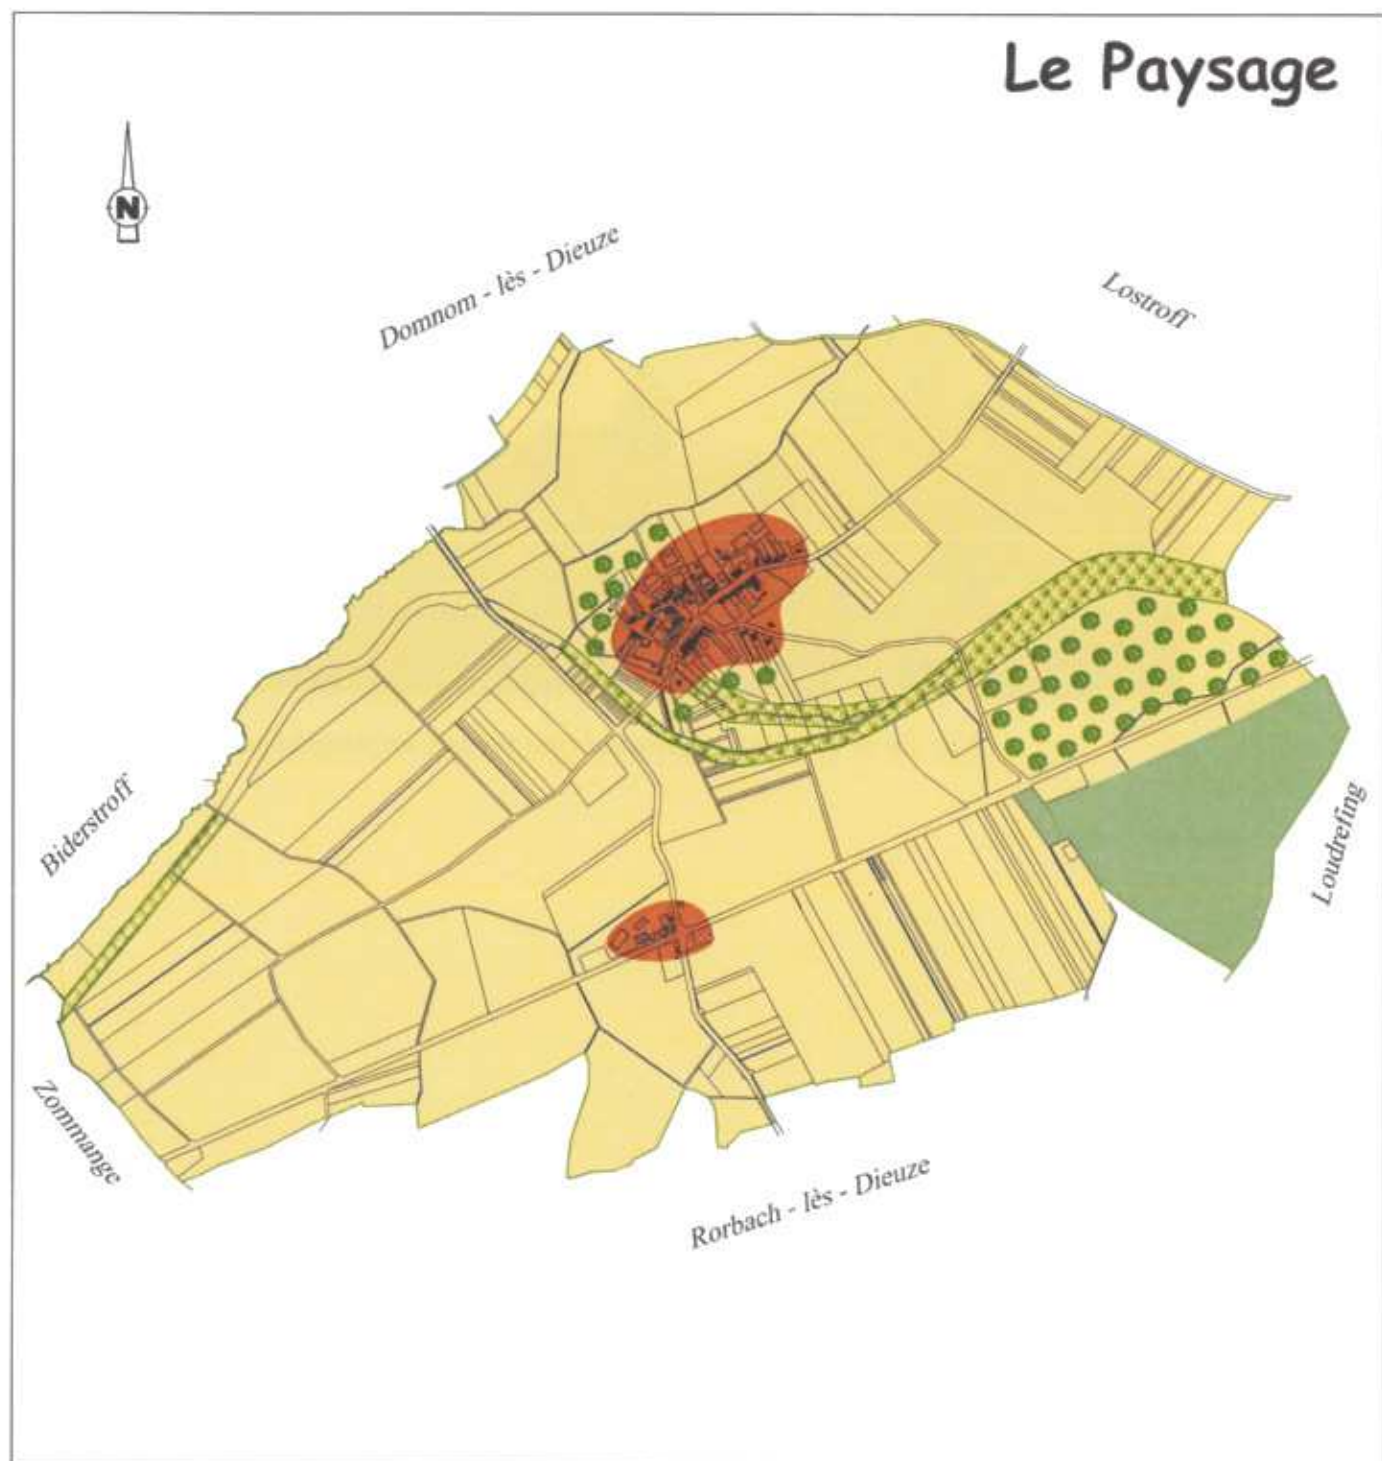 Le Paysage
N
Domnom - lès - Dieuze
Lostroff
Biderstroff
Loudrefing
Zommange
Rorbach - lès - Dieuze